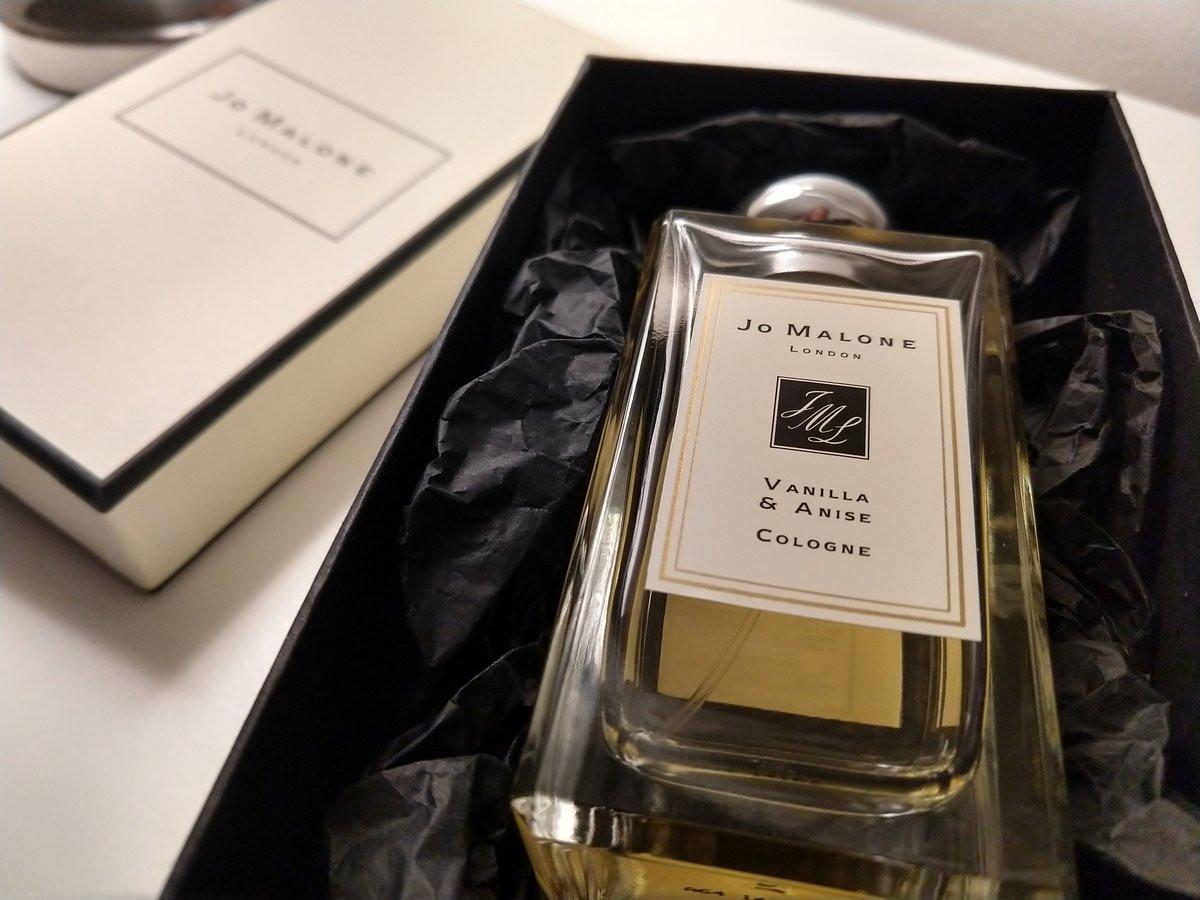 Jo Malone
London
Jo Malone
London
JML
Vanilla
& Anise
Cologne